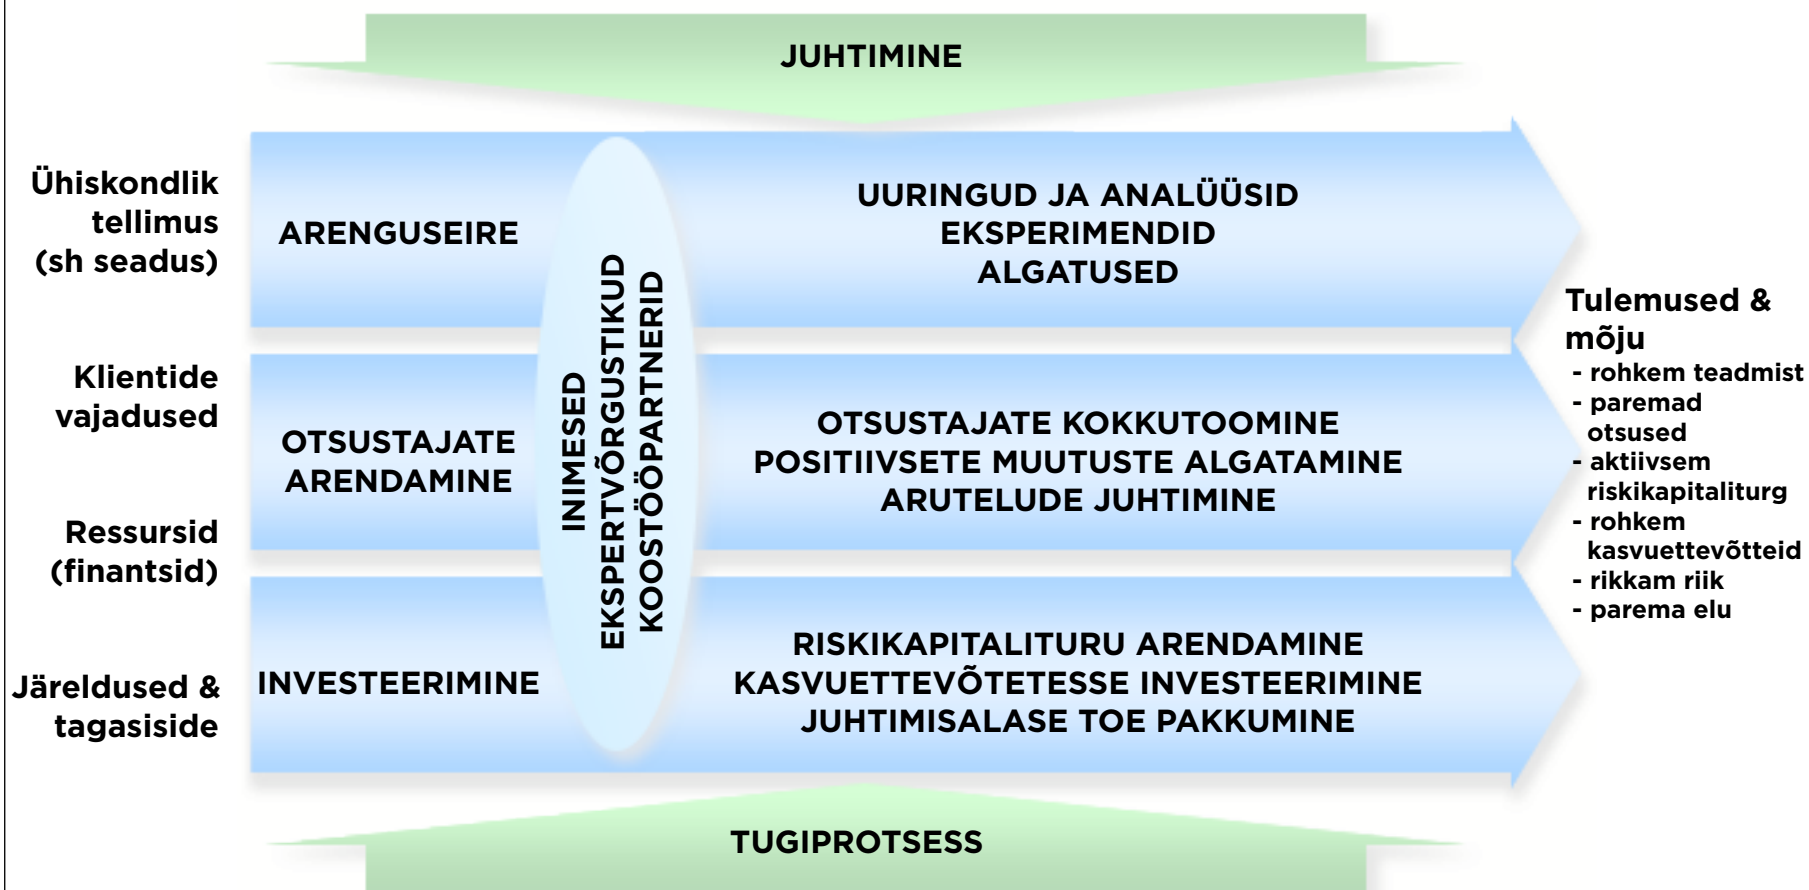 JUHTIMINE
Ühiskondlik
tellimus
(sh seadus)
Klientide
vajadused
Ressursid
(finantsid)
Järeldused &
tagasiside
ARENGUSEIRE
OTSUSTAJATE
ARENDAMINE
INVESTEERIMINE
INIMESED
EKSPERTVÕRGUSTIKUD
KOOSTÖÖPARTNERID
UURINGUD JA ANALÜÜSID
EKSPERIMENDID
ALGATUSED
OTSUSTAJATE KOKKUTOOMINE
POSITIIVSETE MUUTUSTE ALGATAMINE
ARUTELUDE JUHTIMINE
RISKIKAPITALITURU ARENDAMINE
KASVUETTEVÕTETESSE INVESTEERIMINE
JUHTIMISALASE TOE PAKKUMINE
Tulemused &
mõju
- rohkem teadmist
- paremad
otsused
- aktiivsem
riskikapitaliturg
- rohkem
kasvuettevõtteid
- rikkam riik
- parema elu
TUGIPROTSESS